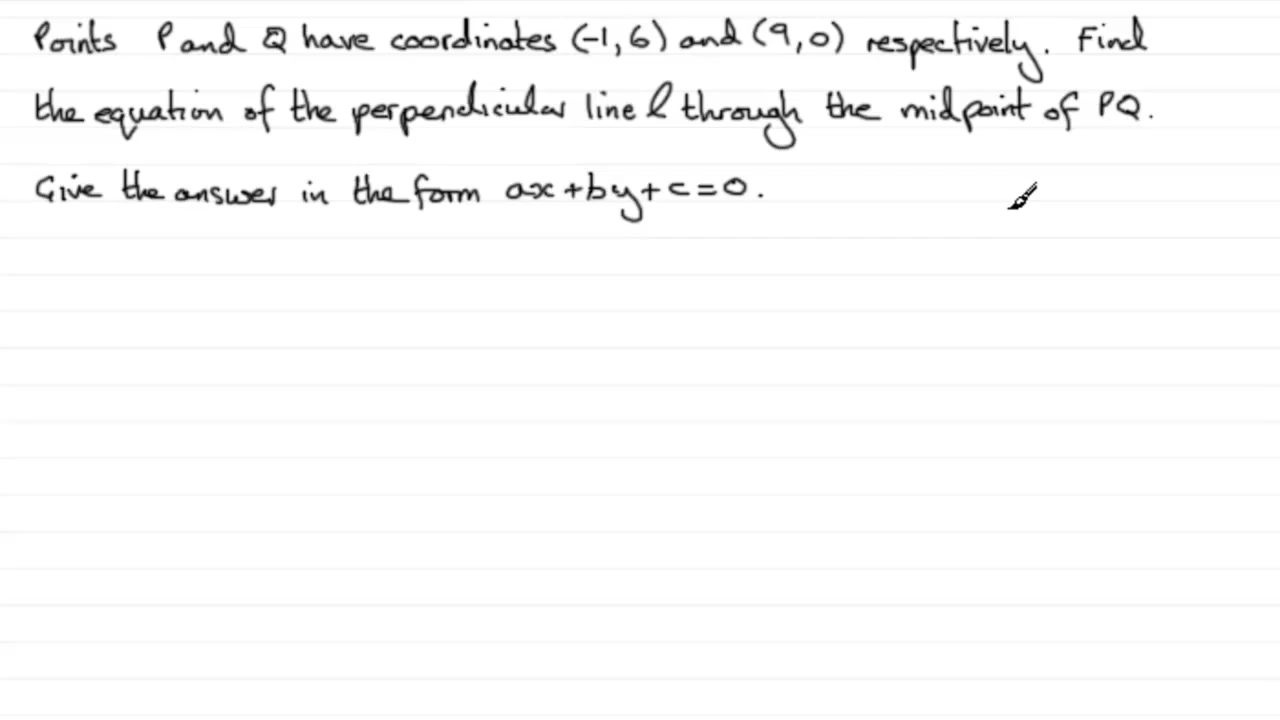 Points P and Q have coordinates (-1, 6) and (9, 0) respectively. Find
the equation of the perpendicular line l through the midpoint of PQ.
Give the answer in the form ax + by + c = 0.